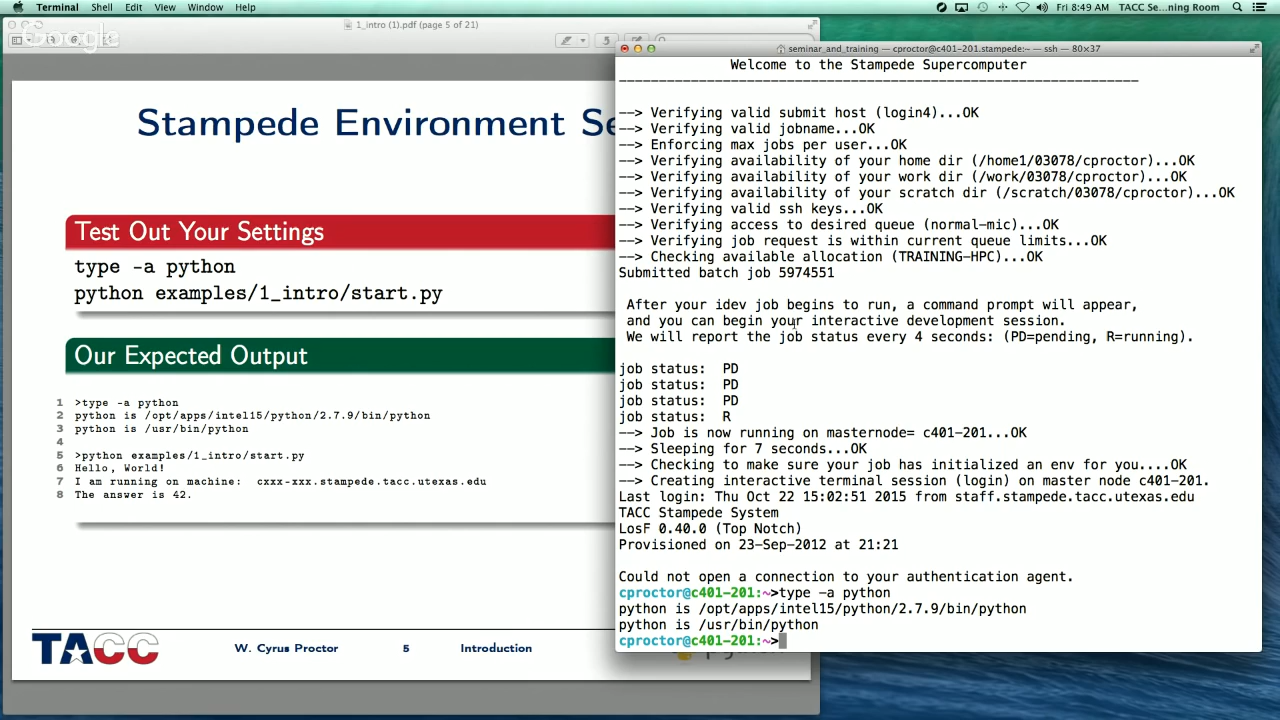 Terminal Shell Edit View Window Help
Fri 8:49 AM TACC Se...ning Room
1_intro (1).pdf (page 5 of 21)
Google
5
Stampede Environment Se
Test Out Your Settings
type -a python
python examples/1_intro/start.py
Our Expected Output
1 >type -a python
2 python is /opt/apps/intel15/python/2.7.9/bin/python
3 python is /usr/bin/python
4
5 >python examples/1_intro/start.py
6 Hello, World!
7 I am running on machine: cxxx-xxx.stampede.tacc.utexas.edu
8 The answer is 42.
TACC W. Cyrus Proctor 5 Introduction
seminar_and_training — cproctor@c401-201.stampede:~ — ssh — 80×37
Welcome to the Stampede Supercomputer
--------------------------------------------------------------------------------
--> Verifying valid submit host (login4)...OK
--> Verifying valid jobname...OK
--> Enforcing max jobs per user...OK
--> Verifying availability of your home dir (/home1/03078/cproctor)...OK
--> Verifying availability of your work dir (/work/03078/cproctor)...OK
--> Verifying availability of your scratch dir (/scratch/03078/cproctor)...OK
--> Verifying valid ssh keys...OK
--> Verifying access to desired queue (normal-mic)...OK
--> Verifying job request is within current queue limits...OK
--> Checking available allocation (TRAINING-HPC)...OK
Submitted batch job 5974551
After your idev job begins to run, a command prompt will appear,
and you can begin your interactive development session.
We will report the job status every 4 seconds: (PD=pending, R=running).
job status: PD
job status: PD
job status: PD
job status: R
--> Job is now running on masternode= c401-201...OK
--> Sleeping for 7 seconds...OK
--> Checking to make sure your job has initialized an env for you....OK
--> Creating interactive terminal session (login) on master node c401-201.
Last login: Thu Oct 22 15:02:51 2015 from staff.stampede.tacc.utexas.edu
TACC Stampede System
LosF 0.40.0 (Top Notch)
Provisioned on 23-Sep-2012 at 21:21
Could not open a connection to your authentication agent.
cproctor@c401-201:~>type -a python
python is /opt/apps/intel15/python/2.7.9/bin/python
python is /usr/bin/python
cproctor@c401-201:~>